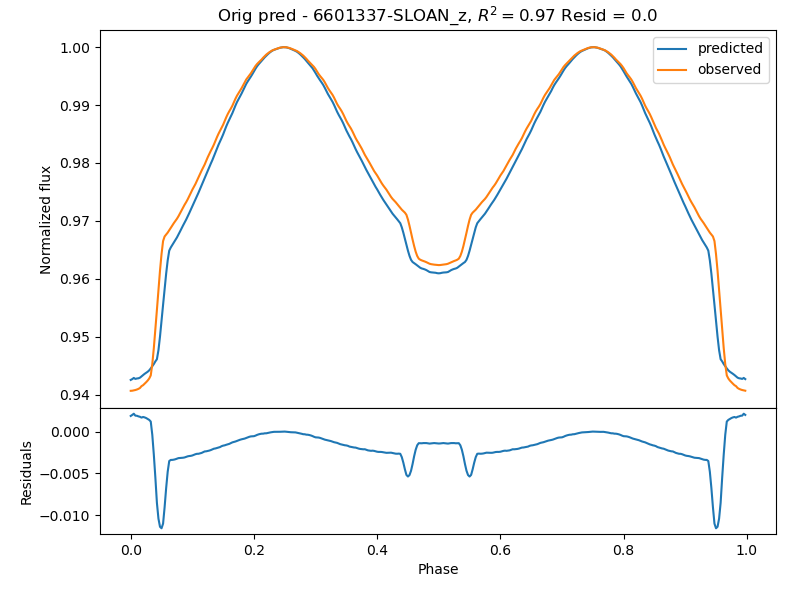 Orig pred - 6601337-SLOAN_z, R² = 0.97 Resid = 0.0
predicted
observed
1.00
0.99
0.98
0.97
0.96
0.95
0.94
Normalized flux
0.000
−0.005
−0.010
Residuals
0.0 0.2 0.4 0.6 0.8 1.0
Phase